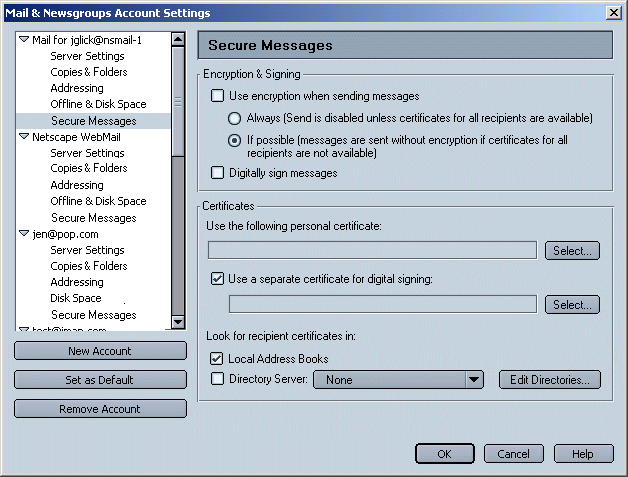 Mail & Newsgroups Account Settings
Mail for jglick@nsmail-1
Server Settings
Copies & Folders
Addressing
Offline & Disk Space
Secure Messages
Netscape WebMail
Server Settings
Copies & Folders
Addressing
Offline & Disk Space
Secure Messages
jen@pop.com
Server Settings
Copies & Folders
Addressing
Disk Space
Secure Messages
test@imap.com
New Account
Set as Default
Remove Account
Secure Messages
Encryption & Signing
Use encryption when sending messages
Always (Send is disabled unless certificates for all recipients are available)
If possible (messages are sent without encryption if certificates for all
recipients are not available)
Digitally sign messages
Certificates
Use the following personal certificate:
Select...
Use a separate certificate for digital signing:
Select...
Look for recipient certificates in:
Local Address Books
Directory Server:
None
Edit Directories...
OK
Cancel
Help